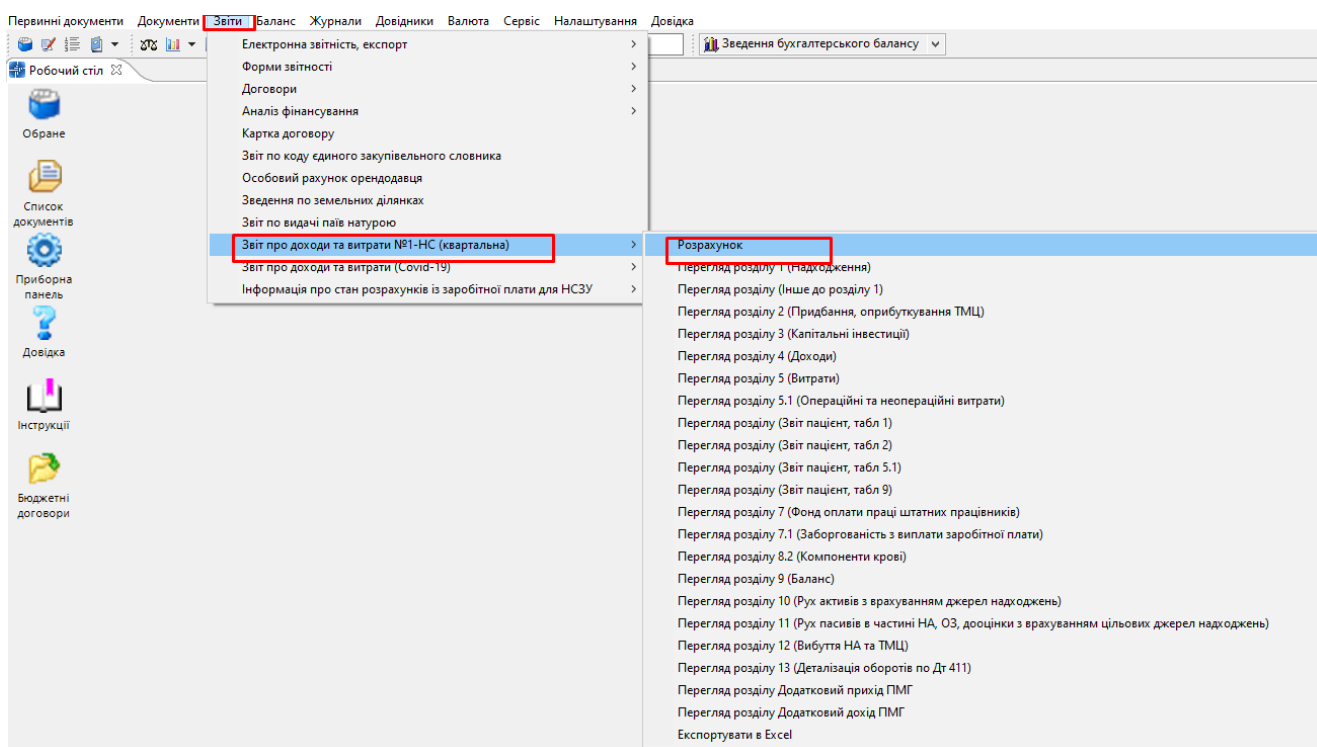 Первинні документи Документи Звіти Баланс Журнали Довідники Валюта Сервіс Налаштування Довідка
Зведення бухгалтерського балансу
Робочий стіл
Обране
Список
документів
Приборна
панель
Довідка
Інструкції
Бюджетні
договори
Електронна звітність, експорт
Форми звітності
Договори
Аналіз фінансування
Картка договору
Звіт по коду єдиного закупівельного словника
Особовий рахунок орендодавця
Зведення по земельних ділянках
Звіт по видачі паїв натурою
Звіт про доходи та витрати №1-НС (квартальна)
Звіт про доходи та витрати (Covid-19)
Інформація про стан розрахунків із заробітної плати для НСЗУ
Розрахунок
Перегляд розділу 1 (Надходження)
Перегляд розділу (Інше до розділу 1)
Перегляд розділу 2 (Придбання, оприбуткування ТМЦ)
Перегляд розділу 3 (Капітальні інвестиції)
Перегляд розділу 4 (Доходи)
Перегляд розділу 5 (Витрати)
Перегляд розділу 5.1 (Операційні та неопераційні витрати)
Перегляд розділу (Звіт пацієнт, табл 1)
Перегляд розділу (Звіт пацієнт, табл 2)
Перегляд розділу (Звіт пацієнт, табл 5.1)
Перегляд розділу (Звіт пацієнт, табл 9)
Перегляд розділу 7 (Фонд оплати праці штатних працівників)
Перегляд розділу 7.1 (Заборгованість з виплати заробітної плати)
Перегляд розділу 8.2 (Компоненти крові)
Перегляд розділу 9 (Баланс)
Перегляд розділу 10 (Рух активів з врахуванням джерел надходжень)
Перегляд розділу 11 (Рух пасивів в частині НА, ОЗ, дооцінки з врахуванням цільових джерел надходжень)
Перегляд розділу 12 (Вибуття НА та ТМЦ)
Перегляд розділу 13 (Деталізація оборотів по Дт 411)
Перегляд розділу Додатковий прихід ПМГ
Перегляд розділу Додатковий дохід ПМГ
Експортувати в Excel